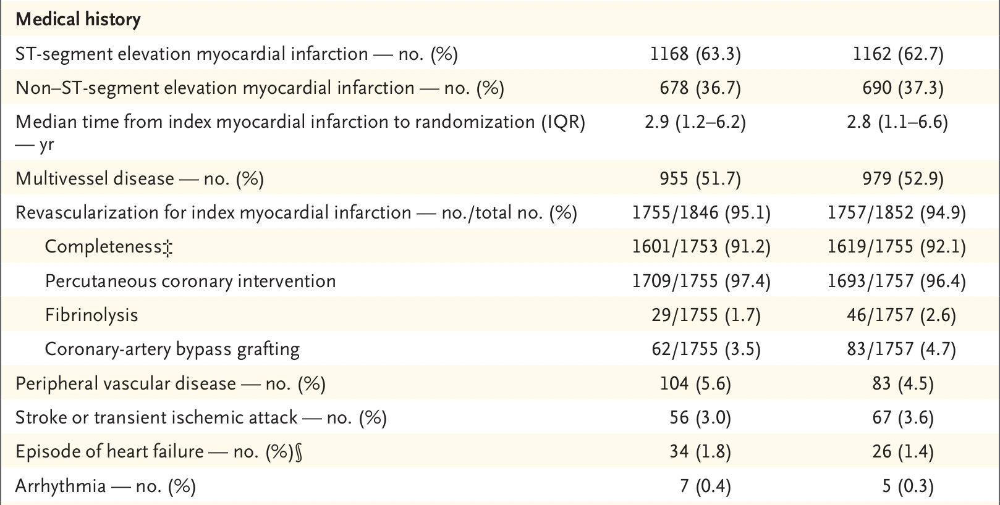 Medical history
ST-segment elevation myocardial infarction — no. (%) 1168 (63.3) 1162 (62.7)
Non–ST-segment elevation myocardial infarction — no. (%) 678 (36.7) 690 (37.3)
Median time from index myocardial infarction to randomization (IQR) 2.9 (1.2–6.2) 2.8 (1.1–6.6)
— yr
Multivessel disease — no. (%) 955 (51.7) 979 (52.9)
Revascularization for index myocardial infarction — no./total no. (%) 1755/1846 (95.1) 1757/1852 (94.9)
Completeness‡ 1601/1753 (91.2) 1619/1755 (92.1)
Percutaneous coronary intervention 1709/1755 (97.4) 1693/1757 (96.4)
Fibrinolysis 29/1755 (1.7) 46/1757 (2.6)
Coronary-artery bypass grafting 62/1755 (3.5) 83/1757 (4.7)
Peripheral vascular disease — no. (%) 104 (5.6) 83 (4.5)
Stroke or transient ischemic attack — no. (%) 56 (3.0) 67 (3.6)
Episode of heart failure — no. (%)§ 34 (1.8) 26 (1.4)
Arrhythmia — no. (%) 7 (0.4) 5 (0.3)